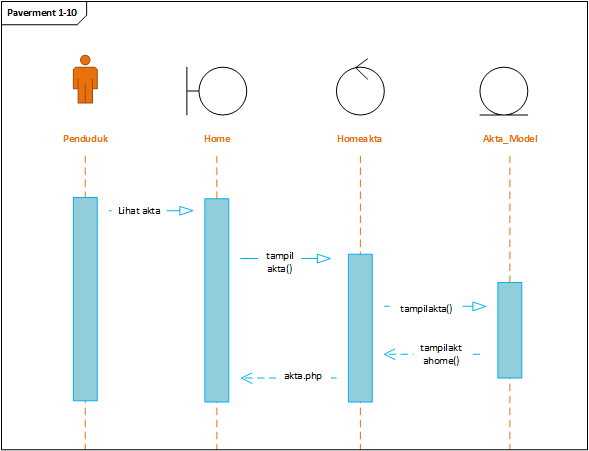 Paverment 1-10
Penduduk
Home
Homeakta
Akta_Model
Lihat akta
tampil
akta()
tampilakta()
tampilakt
ahome()
akta.php